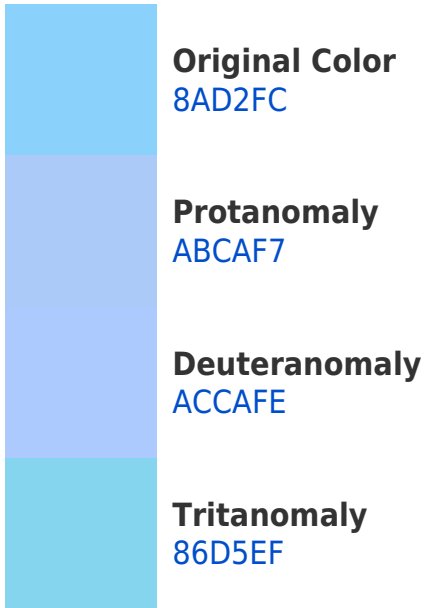 Original Color
8AD2FC
Protanomaly
ABCAF7
Deuteranomaly
ACCAFE
Tritanomaly
86D5EF